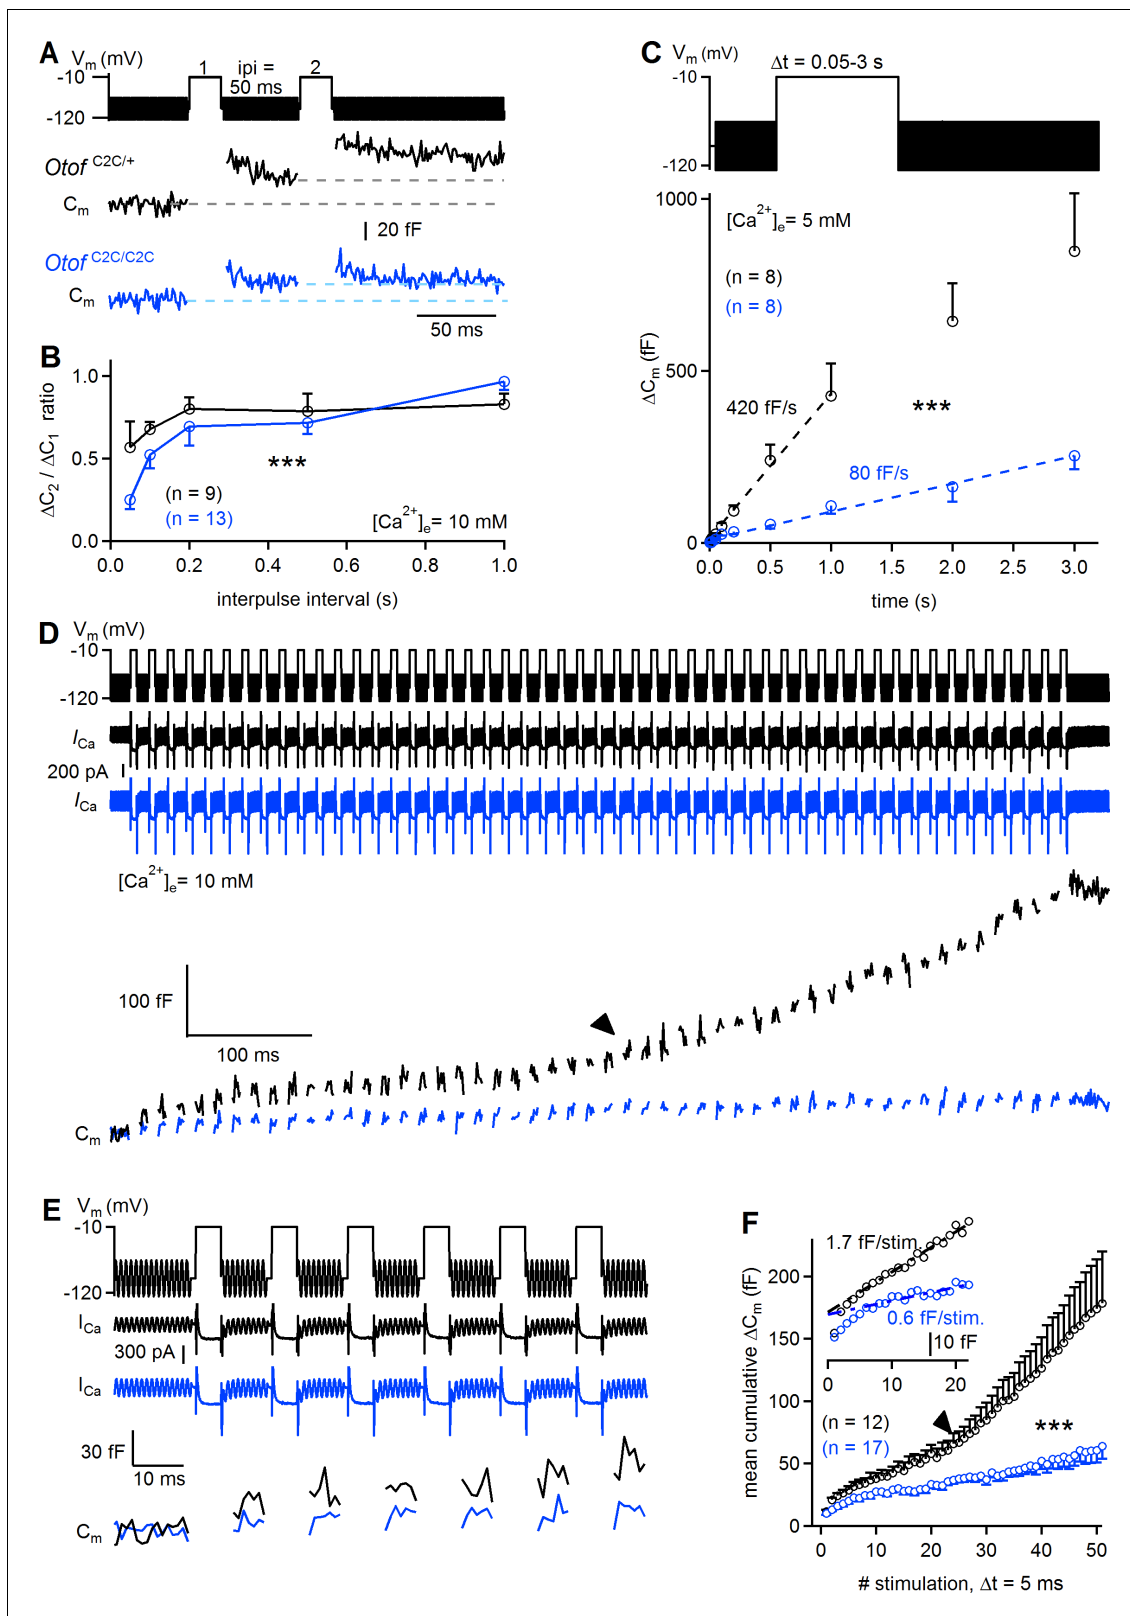 A
Vm (mV)
-10
-120
1
ipi =
50 ms
2
Otof C2C/+
Cm
20 fF
Otof C2C/C2C
Cm
50 ms
B
ΔC2 / ΔC1 ratio
1.0
0.5
0.0
***
(n = 9)
(n = 13)
[Ca2+]e= 10 mM
0.0 0.2 0.4 0.6 0.8 1.0
interpulse interval (s)
C
Vm (mV)
-10
-120
Δt = 0.05-3 s
ΔCm (fF)
1000
500
0
[Ca2+]e= 5 mM
(n = 8)
(n = 8)
420 fF/s
***
80 fF/s
0.0 0.5 1.0 1.5 2.0 2.5 3.0
time (s)
D
Vm (mV)
-10
-120
ICa
200 pA
ICa
[Ca2+]e= 10 mM
100 fF
100 ms
Cm
E
Vm (mV)
-10
-120
ICa
300 pA
ICa
30 fF
10 ms
Cm
F
mean cumulative ΔCm (fF)
200
150
100
50
0
1.7 fF/stim.
0.6 fF/stim.
10 fF
0 10 20
(n = 12)
(n = 17)
***
0 10 20 30 40 50
# stimulation, Δt = 5 ms